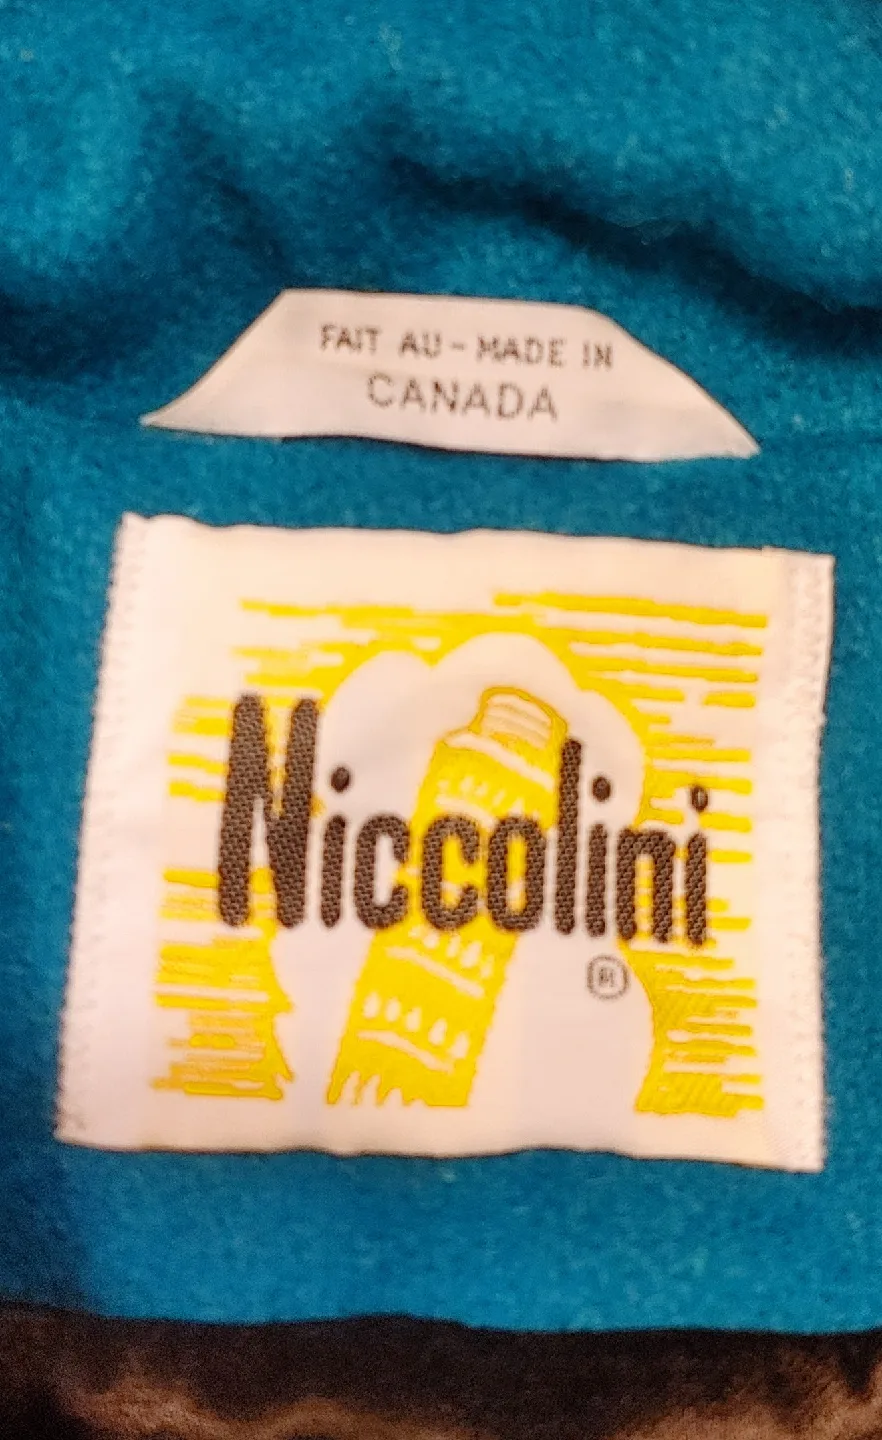 FAIT AU - MADE IN
CANADA
Niccolini
®